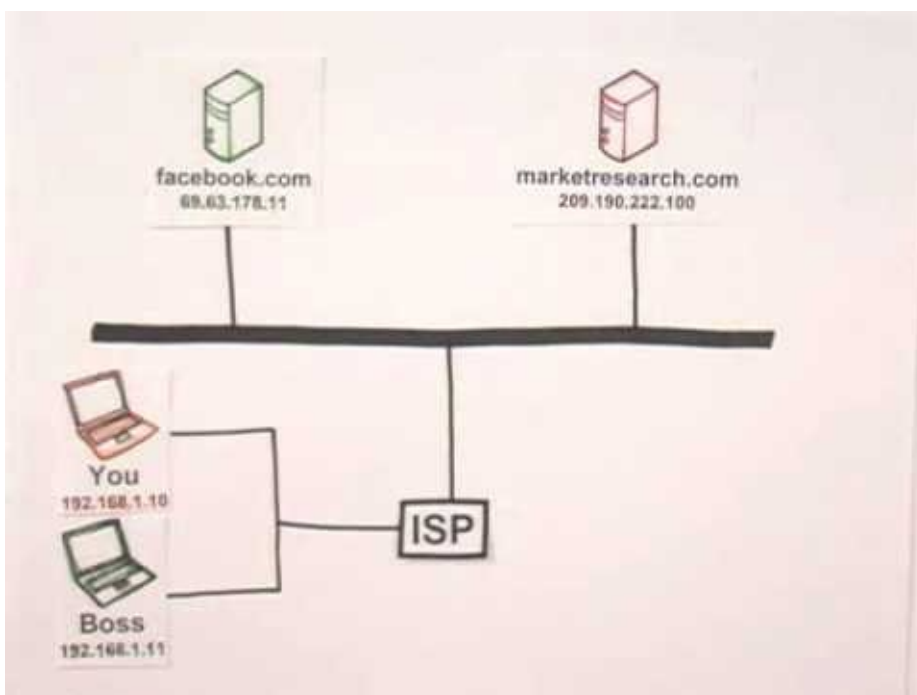 facebook.com
69.63.178.11
marketresearch.com
209.190.222.100
You
192.168.1.10
Boss
192.168.1.11
ISP